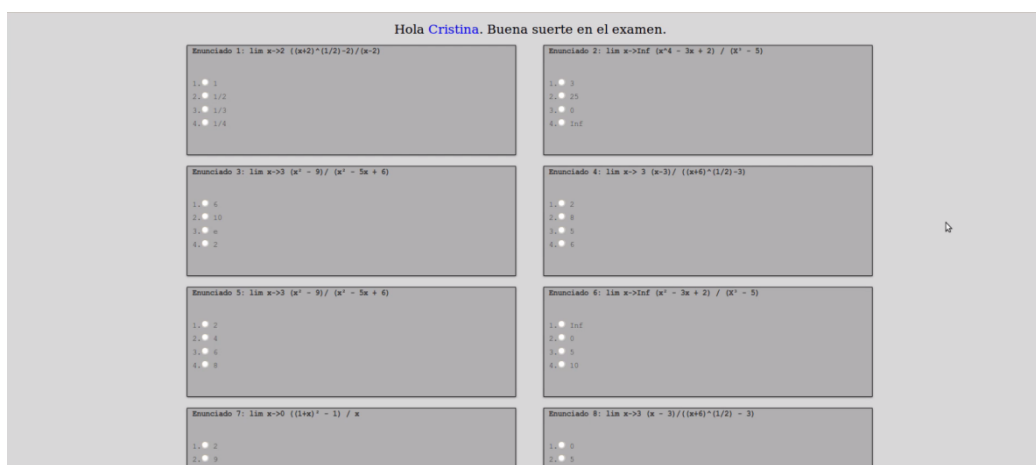 Hola Cristina. Buena suerte en el examen.
Enunciado 1: lim x->2 ((x+2)^(1/2)-2)/(x-2)
1. 1
2. 1/2
3. 1/3
4. 1/4
Enunciado 2: lim x->Inf (x^4 - 3x + 2) / (X³ - 5)
1. 3
2. 25
3. 0
4. Inf
Enunciado 3: lim x->3 (x² - 9)/ (x² - 5x + 6)
1. 6
2. 10
3. ∞
4. 2
Enunciado 4: lim x-> 3 (x-3)/ ((x+6)^(1/2)-3)
1. 2
2. 8
3. 5
4. 6
Enunciado 5: lim x->3 (x² - 9)/ (x² - 5x + 6)
1. 2
2. 4
3. 6
4. 8
Enunciado 6: lim x->Inf (x² - 3x + 2) / (X³ - 5)
1. Inf
2. 0
3. 5
4. 10
Enunciado 7: lim x->0 ((1+x)² - 1) / x
1. 2
2. 9
Enunciado 8: lim x->3 (x - 3)/((x+6)^(1/2) - 3)
1. 0
2. 5